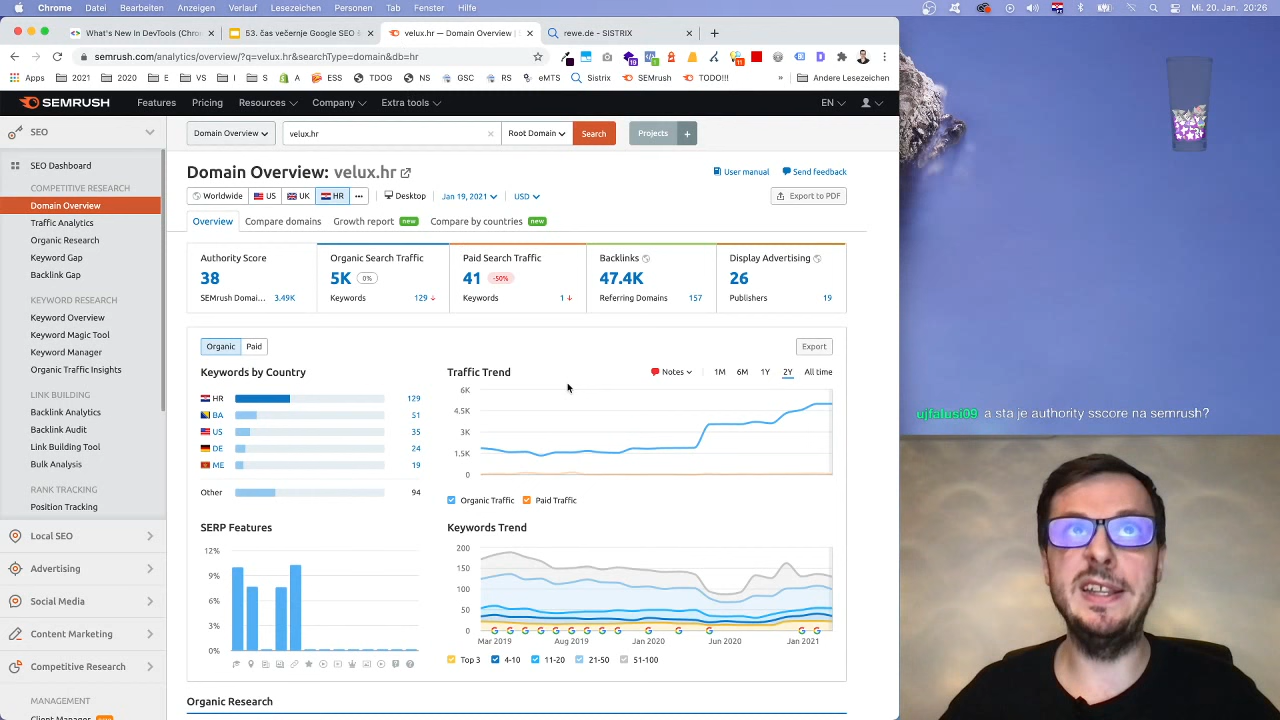 Chrome Datei Bearbeiten Anzeigen Verlauf Lesezeichen Personen Tab Fenster Hilfe
Mi. 20. Jan. 20:26
What's New In DevTools (Chrom
53. čas večernje Google SEO &
velux.hr — Domain Overview
rewe.de - SISTRIX
semrush.com/analytics/overview/?q=velux.hr&searchType=domain&db=hr
Apps 2021 2020 E P I S A ESS TDOG NS GSC RS eMTS Sistrix SEMrush TODO!!! » Andere Lesezeichen
SEMRUSH Features Pricing Resources Company Extra tools EN
SEO
Domain Overview velux.hr Root Domain Search Projects +
SEO Dashboard
COMPETITIVE RESEARCH
Domain Overview
Traffic Analytics
Organic Research
Keyword Gap
Backlink Gap
KEYWORD RESEARCH
Keyword Overview
Keyword Magic Tool
Keyword Manager
Organic Traffic Insights
LINK BUILDING
Backlink Analytics
Backlink Audit
Link Building Tool
Bulk Analysis
RANK TRACKING
Position Tracking
Local SEO
Advertising
Social Media
Content Marketing
Competitive Research
MANAGEMENT
Client Manager
Domain Overview: velux.hr
User manual Send feedback
Worldwide US UK HR ••• Desktop Jan 19, 2021 USD
Export to PDF
Overview Compare domains Growth report new Compare by countries new
Authority Score
38
SEMrush Domai... 3.49K
Organic Search Traffic
5K 0%
Keywords 129
Paid Search Traffic
41 -50%
Keywords 1
Backlinks
47.4K
Referring Domains 157
Display Advertising
26
Publishers 19
Organic Paid
Export
Keywords by Country
HR 129
BA 51
US 35
DE 24
ME 19
Other 94
Traffic Trend
Notes 1M 6M 1Y 2Y All time
6K
4.5K
3K
1.5K
0
Organic Traffic Paid Traffic
SERP Features
12%
9%
6%
3%
0%
Keywords Trend
200
150
100
50
0
Mar 2019 Aug 2019 Jan 2020 Jun 2020 Jan 2021
Top 3 4-10 11-20 21-50 51-100
Organic Research
ujfalusi09 a sta je authority sscore na semrush?